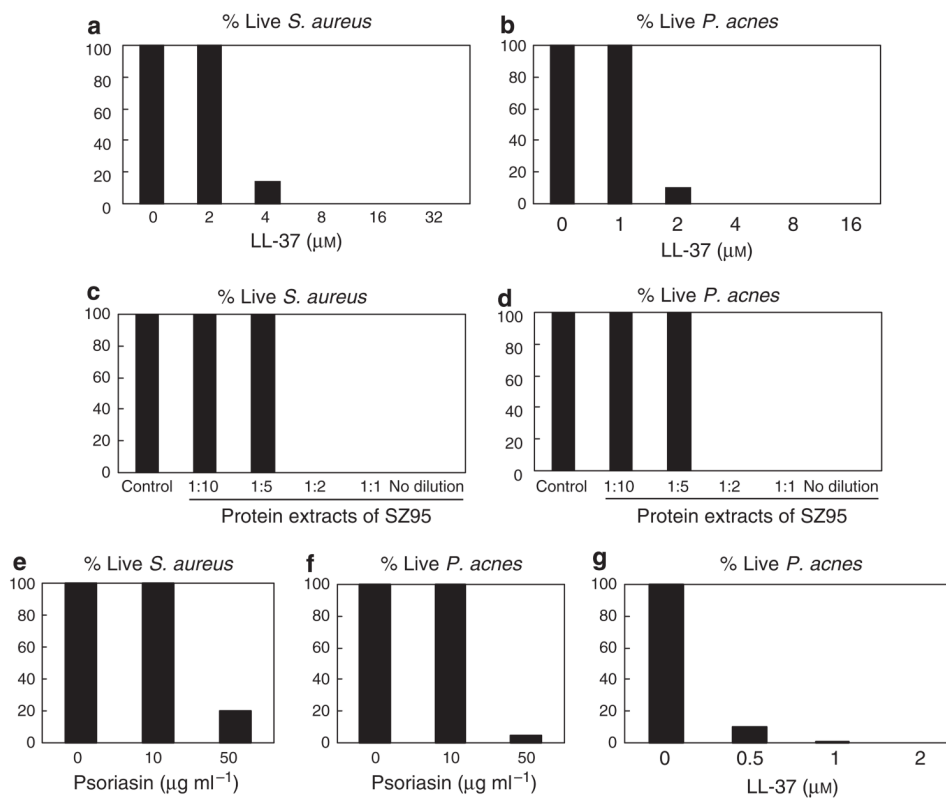 a % Live S. aureus
100
80
60
40
20
0
0 2 4 8 16 32
LL-37 (μM)
b % Live P. acnes
100
80
60
40
20
0
0 1 2 4 8 16
LL-37 (μM)
c % Live S. aureus
100
80
60
40
20
0
Control 1:10 1:5 1:2 1:1 No dilution
Protein extracts of SZ95
d % Live P. acnes
100
80
60
40
20
0
Control 1:10 1:5 1:2 1:1 No dilution
Protein extracts of SZ95
e % Live S. aureus
100
80
60
40
20
0
0 10 50
Psoriasin (μg ml⁻¹)
f % Live P. acnes
100
80
60
40
20
0
0 10 50
Psoriasin (μg ml⁻¹)
g % Live P. acnes
100
80
60
40
20
0
0 0.5 1 2
LL-37 (μM)